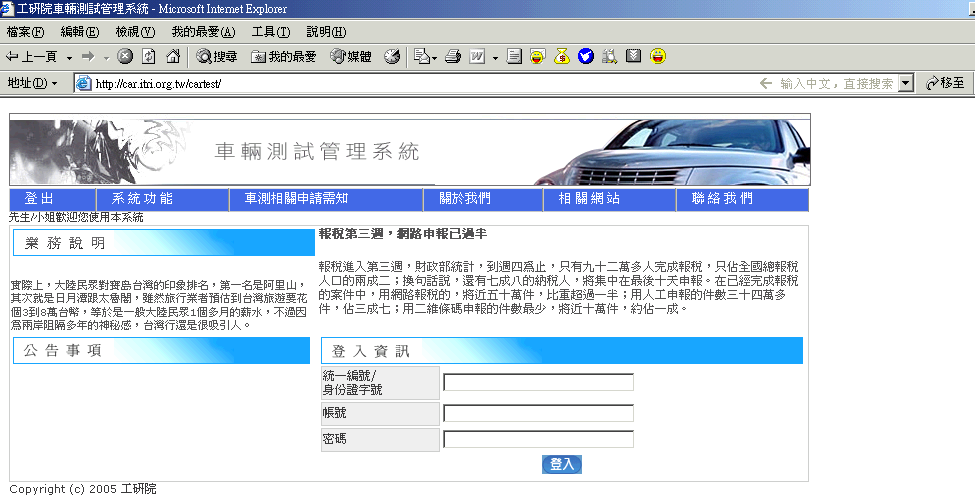 工研院車輛測試管理系統 - Microsoft Internet Explorer
檔案(F) 編輯(E) 檢視(V) 我的最愛(A) 工具(T) 說明(H)
上一頁 搜尋 我的最愛 媒體
網址(D) http://car.itri.org.tw/cartest/ 輸入中文，直接搜索 移至
車輛測試管理系統
登出 系統功能 車測相關申請需知 關於我們 相關網站 聯絡我們
先生/小姐歡迎您使用本系統
業務說明
實際上，大陸民眾對寶島台灣的印象排名，第一名是阿里山，
其次就是日月潭跟太魯閣，雖然旅行業者預估到台灣旅遊要花
個3到8萬台幣，等於是一般大陸民眾1個多月的薪水，不過因
為兩岸阻隔多年的神秘感，台灣行還是很吸引人。
報稅第三週，網路申報已過半
報稅進入第三週，財政部統計，到週四為止，只有九十二萬多人完成報稅，只佔全國總報稅
人口的兩成二；換句話說，還有七成八的納稅人，將集中在最後十天申報。在已經完成報稅
的案件中，用網路報稅的，將近五十萬件，比重超過一半；用人工申報的件數三十四萬多
件，佔三成七；用二維條碼申報的件數最少，將近十萬件，約佔一成。
公告事項
登入資訊
統一編號/
身份證字號
帳號
密碼
登入
Copyright (c) 2005 工研院